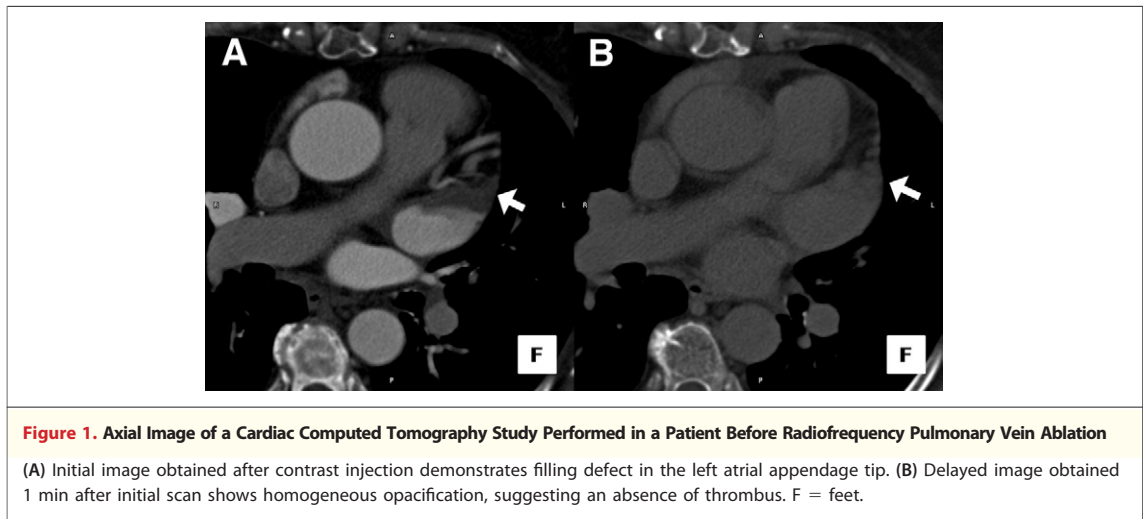 A
A
B
A
R
L
R
L
F
F
P
P
Figure 1. Axial Image of a Cardiac Computed Tomography Study Performed in a Patient Before Radiofrequency Pulmonary Vein Ablation
(A) Initial image obtained after contrast injection demonstrates filling defect in the left atrial appendage tip. (B) Delayed image obtained
1 min after initial scan shows homogeneous opacification, suggesting an absence of thrombus. F = feet.